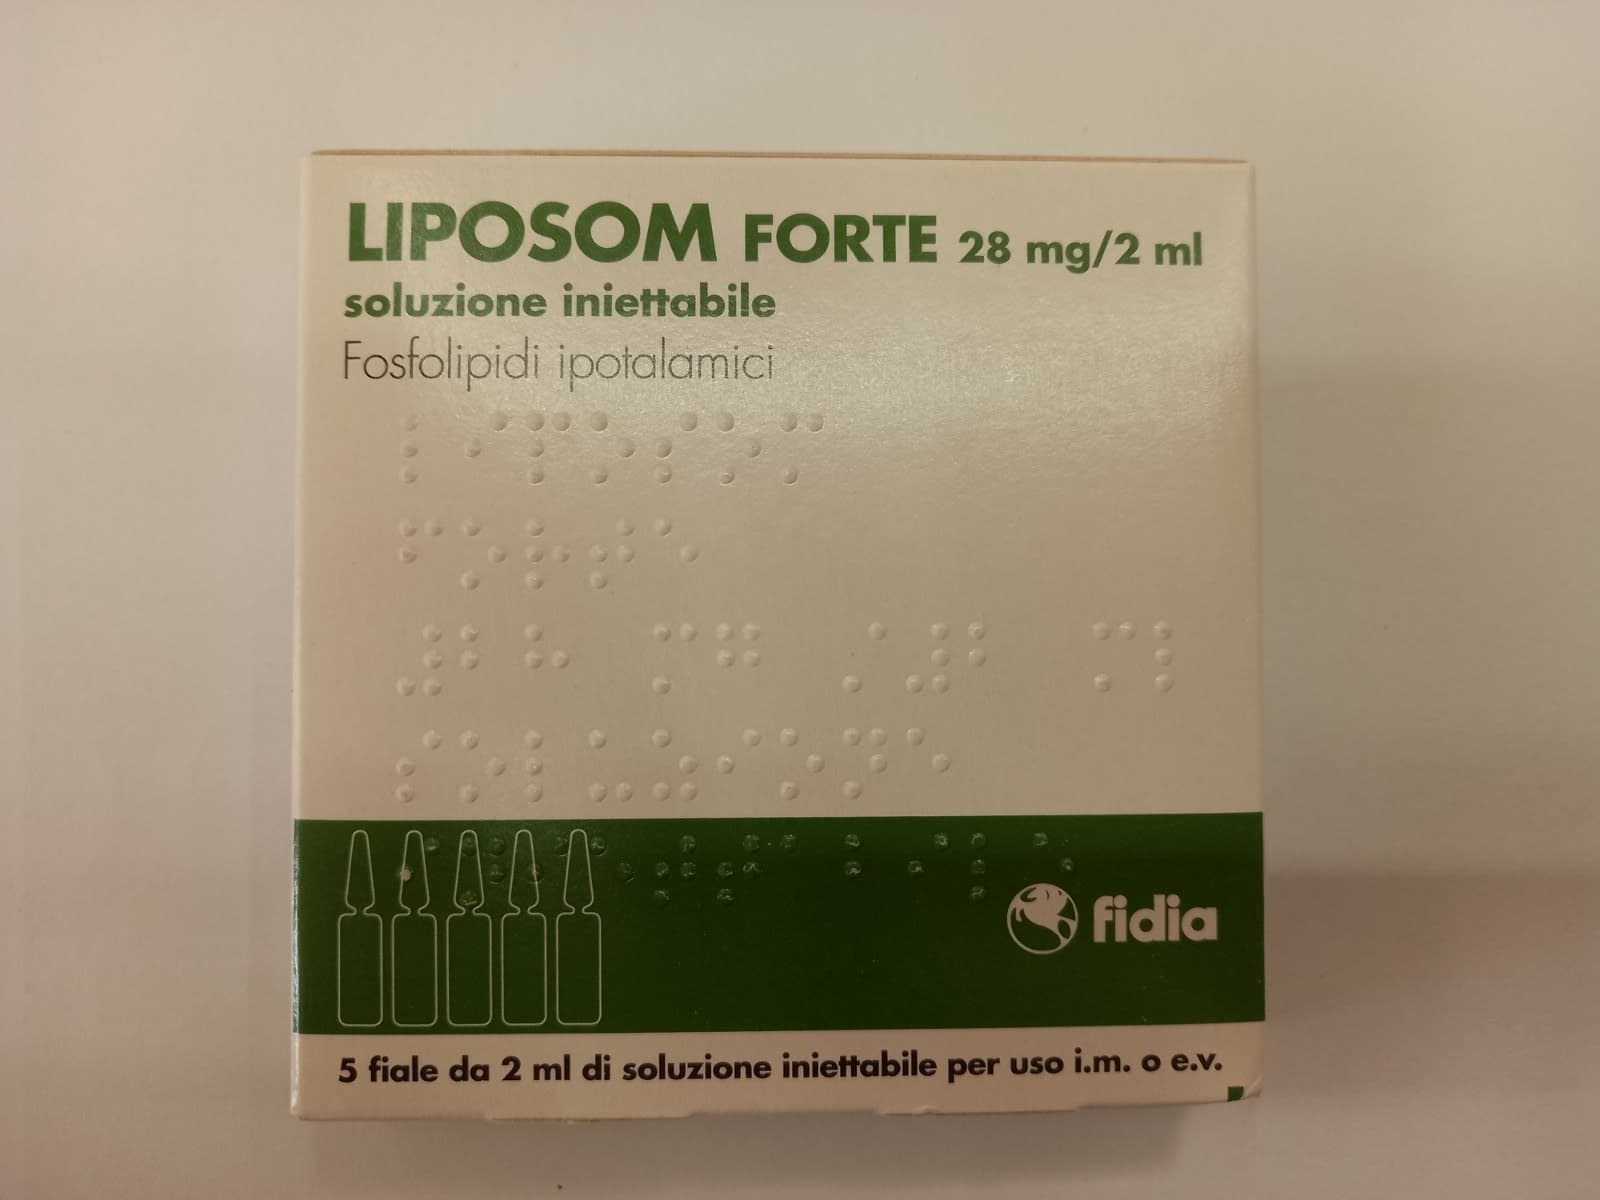 LIPOSOM FORTE 28 mg/2 ml
soluzione iniettabile
Fosfolipidi ipotalamici
fidia
5 fiale da 2 ml di soluzione iniettabile per uso i.m. o e.v.